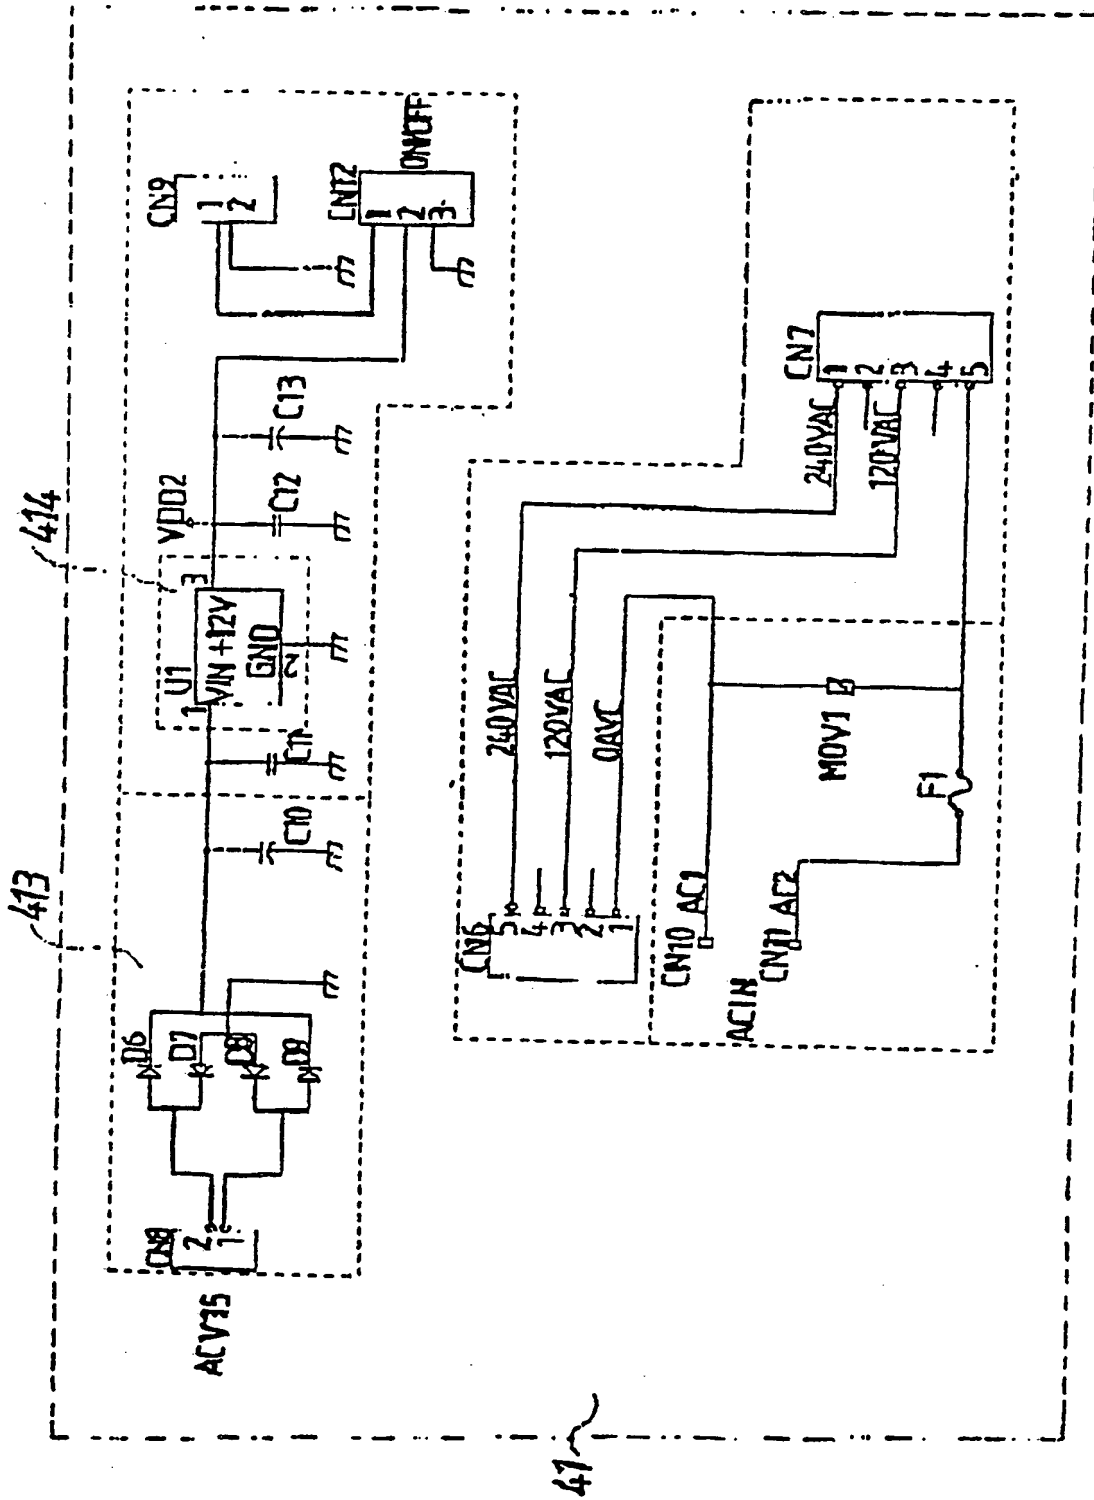 414
413
VDD2
CN9
1
2
CN12
ON/OFF
1
2
3
C13
C12
U1
1
3
VIN +12V
GND
2
C11
C10
D6
D7
D8
D9
CN8
2
1
ACV15
CN7
1
2
3
4
5
240VAC
120VAC
240VAC
120VAC
0AVC
CN6
5
4
3
2
1
MOV1
F1
CN10 AC1
CN11 AC2
ACIN
41